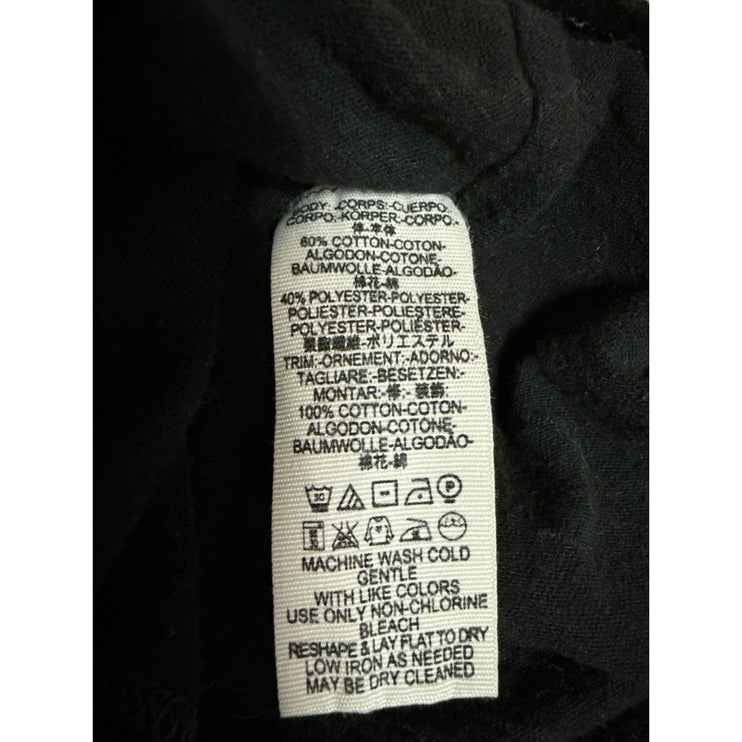 BODY:-CORPS:-CUERPO:
CORPO:-KÖRPER:-CORPO:-
体-本体
60% COTTON-COTON-
ALGODON-COTONE-
BAUMWOLLE-ALGODÃO-
棉花-綿
40% POLYESTER-POLYESTER-
POLIESTER-POLIESTERE-
POLYESTER-POLIÉSTER-
聚酯纖維-ポリエステル
TRIM:-ORNEMENT:-ADORNO:-
TAGLIARE:-BESETZEN:-
MONTAR:-修:-装飾
100% COTTON-COTON-
ALGODON-COTONE-
BAUMWOLLE-ALGODÃO-
棉花-綿
30 P
MACHINE WASH COLD
GENTLE
WITH LIKE COLORS
USE ONLY NON-CHLORINE
BLEACH
RESHAPE & LAY FLAT TO DRY
LOW IRON AS NEEDED
MAY BE DRY CLEANED